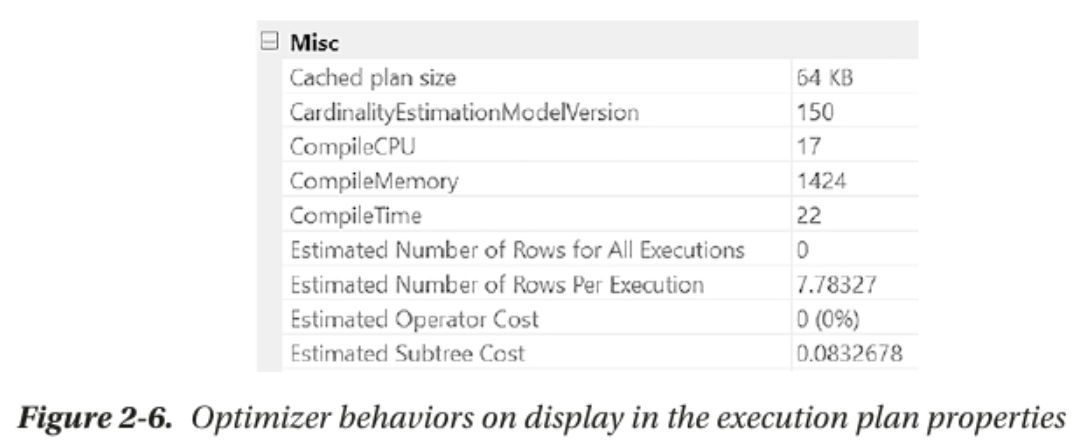 Misc
Cached plan size 64 KB
CardinalityEstimationModelVersion 150
CompileCPU 17
CompileMemory 1424
CompileTime 22
Estimated Number of Rows for All Executions 0
Estimated Number of Rows Per Execution 7.78327
Estimated Operator Cost 0 (0%)
Estimated Subtree Cost 0.0832678
Figure 2-6. Optimizer behaviors on display in the execution plan properties